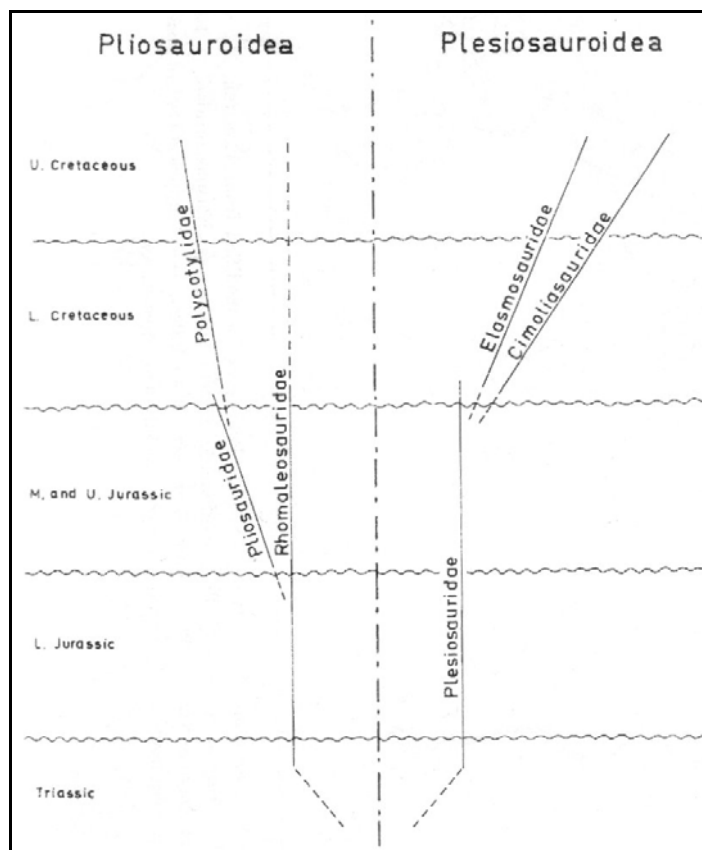 Pliosauroidea
Plesiosauroidea
U. Cretaceous
Polycotylidae
Elasmosauridae
Cimoliasauridae
L. Cretaceous
Rhomaleosauridae
Pliosauridae
M. and U. Jurassic
Plesiosauridae
L. Jurassic
Triassic